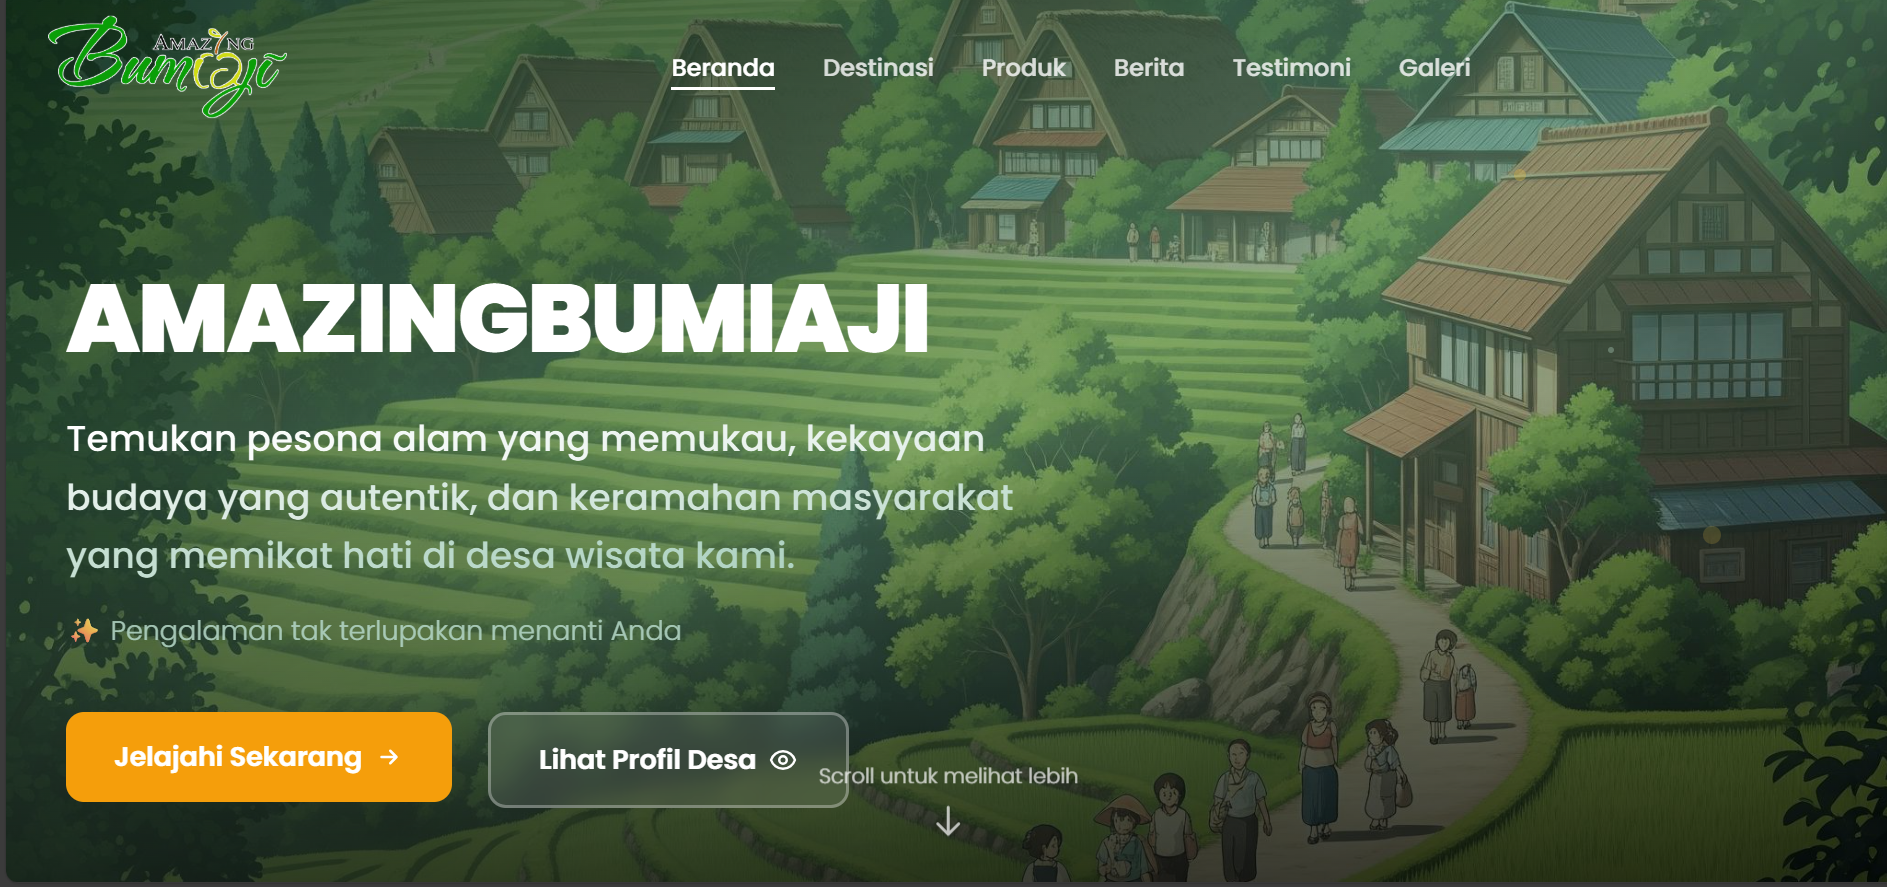 Amazing
Bumiaji
Beranda Destinasi Produk Berita Testimoni Galeri
AMAZINGBUMIAJI
Temukan pesona alam yang memukau, kekayaan
budaya yang autentik, dan keramahan masyarakat
yang memikat hati di desa wisata kami.
✨ Pengalaman tak terlupakan menanti Anda
Jelajahi Sekarang →
Lihat Profil Desa
Scroll untuk melihat lebih
↓